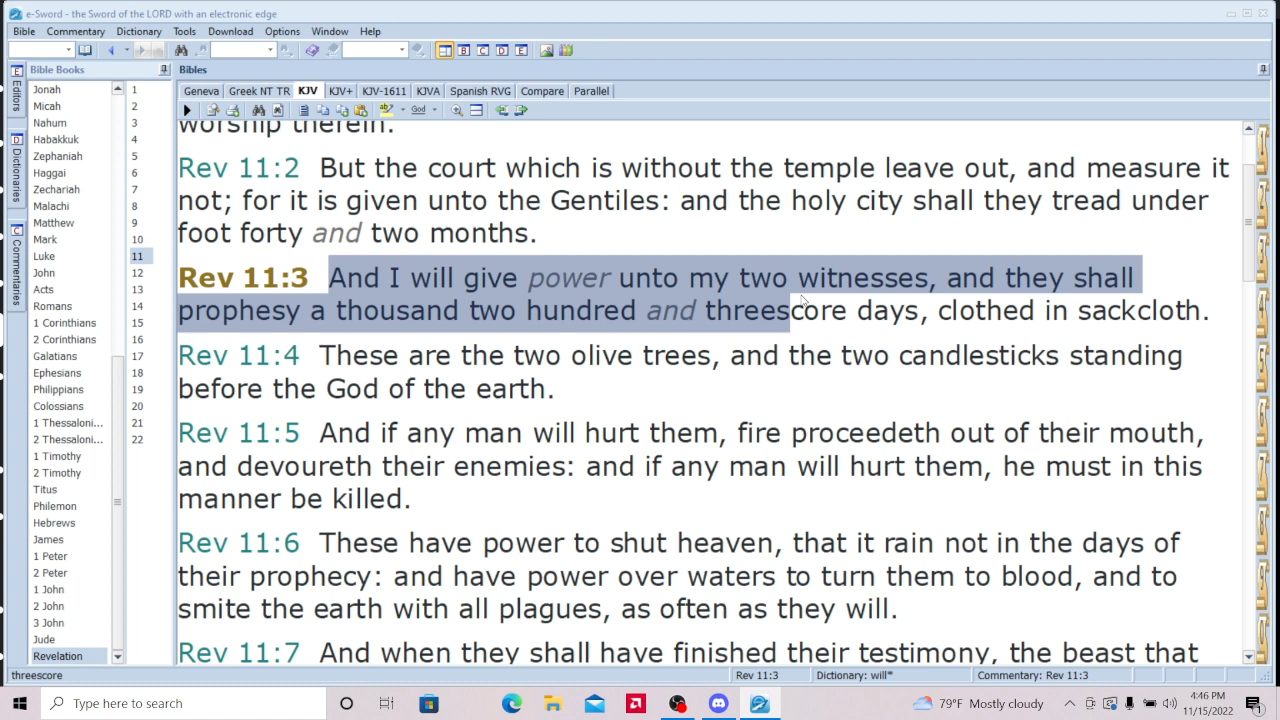 e-Sword - the Sword of the LORD with an electronic edge
Bible Commentary Dictionary Tools Download Options Window Help
Bible Books
Bibles
Editors
Dictionaries
Commentaries
Jonah
Micah
Nahum
Habakkuk
Zephaniah
Haggai
Zechariah
Malachi
Matthew
Mark
Luke
John
Acts
Romans
1 Corinthians
2 Corinthians
Galatians
Ephesians
Philippians
Colossians
1 Thessaloni...
2 Thessaloni...
1 Timothy
2 Timothy
Titus
Philemon
Hebrews
James
1 Peter
2 Peter
1 John
2 John
3 John
Jude
Revelation
1
2
3
4
5
6
7
8
9
10
11
12
13
14
15
16
17
18
19
20
21
22
Geneva Greek NT TR KJV KJV+ KJV-1611 KJVA Spanish RVG Compare Parallel
God
worship therein.
Rev 11:2 But the court which is without the temple leave out, and measure it
not; for it is given unto the Gentiles: and the holy city shall they tread under
foot forty and two months.
Rev 11:3 And I will give power unto my two witnesses, and they shall
prophesy a thousand two hundred and threescore days, clothed in sackcloth.
Rev 11:4 These are the two olive trees, and the two candlesticks standing
before the God of the earth.
Rev 11:5 And if any man will hurt them, fire proceedeth out of their mouth,
and devoureth their enemies: and if any man will hurt them, he must in this
manner be killed.
Rev 11:6 These have power to shut heaven, that it rain not in the days of
their prophecy: and have power over waters to turn them to blood, and to
smite the earth with all plagues, as often as they will.
Rev 11:7 And when they shall have finished their testimony, the beast that
threescore
Rev 11:3 Dictionary: will* Commentary: Rev 11:3
Type here to search
79°F Mostly cloudy
4:46 PM
11/15/2022